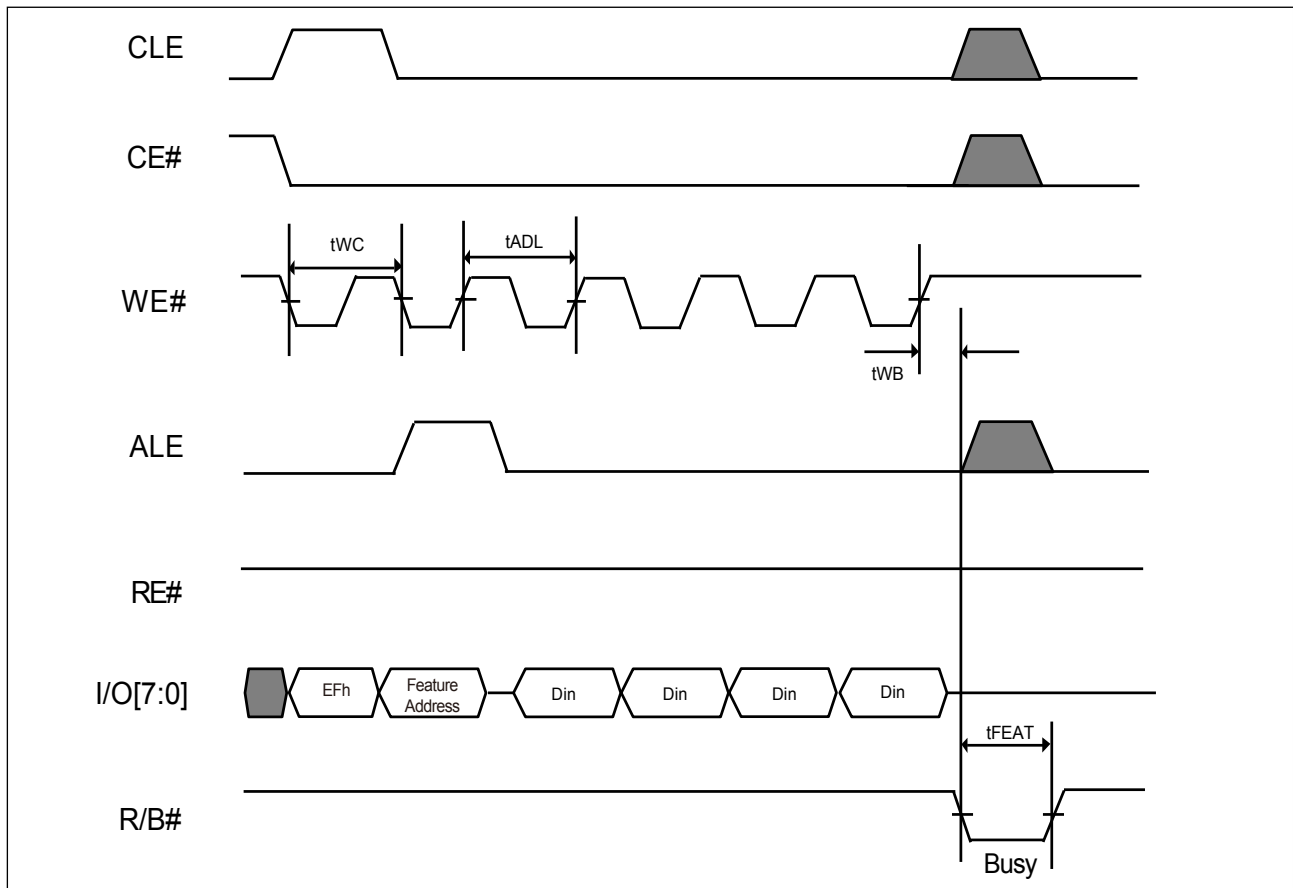 CLE
CE#
tWC
tADL
WE#
tWB
ALE
RE#
I/O[7:0]
EFh
Feature
Address
Din
Din
Din
Din
tFEAT
R/B#
Busy